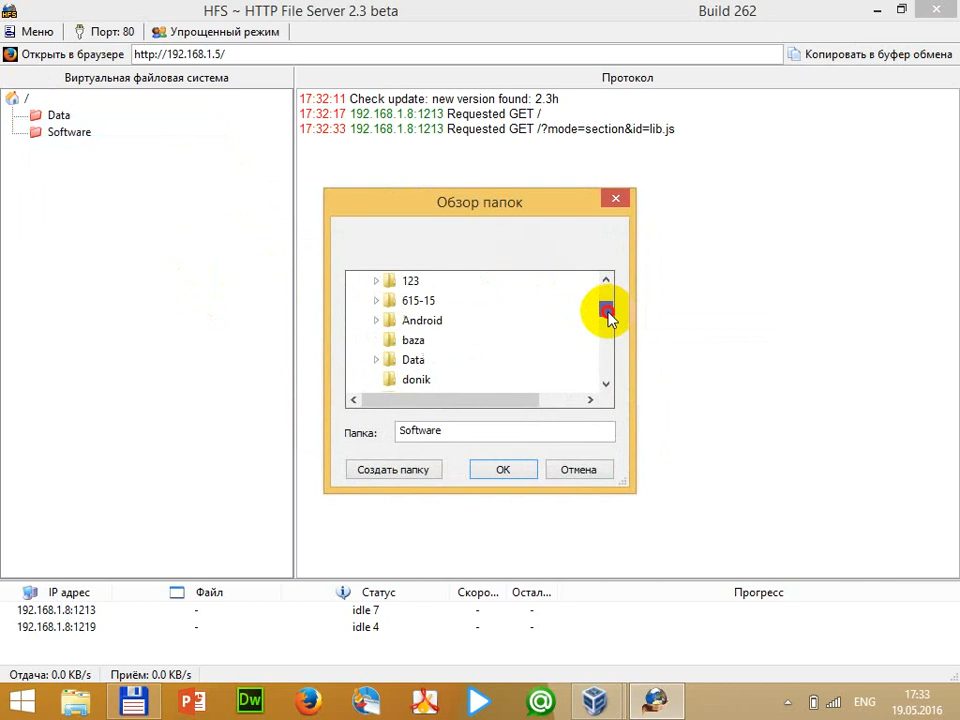 HFS ~ HTTP File Server 2.3 beta
Build 262
Меню
Порт: 80
Упрощенный режим
Открыть в браузере
http://192.168.1.5/
Копировать в буфер обмена
Виртуальная файловая система
Протокол
/
Data
Software
17:32:11 Check update: new version found: 2.3h
17:32:17 192.168.1.8:1213 Requested GET /
17:32:33 192.168.1.8:1213 Requested GET /?mode=section&id=lib.js
Обзор папок
123
615-15
Android
baza
Data
donik
Папка: Software
Создать папку
ОК
Отмена
IP адрес Файл Статус Скоро... Остал... Прогресс
192.168.1.8:1213 - idle 7 - -
192.168.1.8:1219 - idle 4 - -
Отдача: 0.0 KB/s
Приём: 0.0 KB/s
ENG
17:33
19.05.2016
HFS
Dw